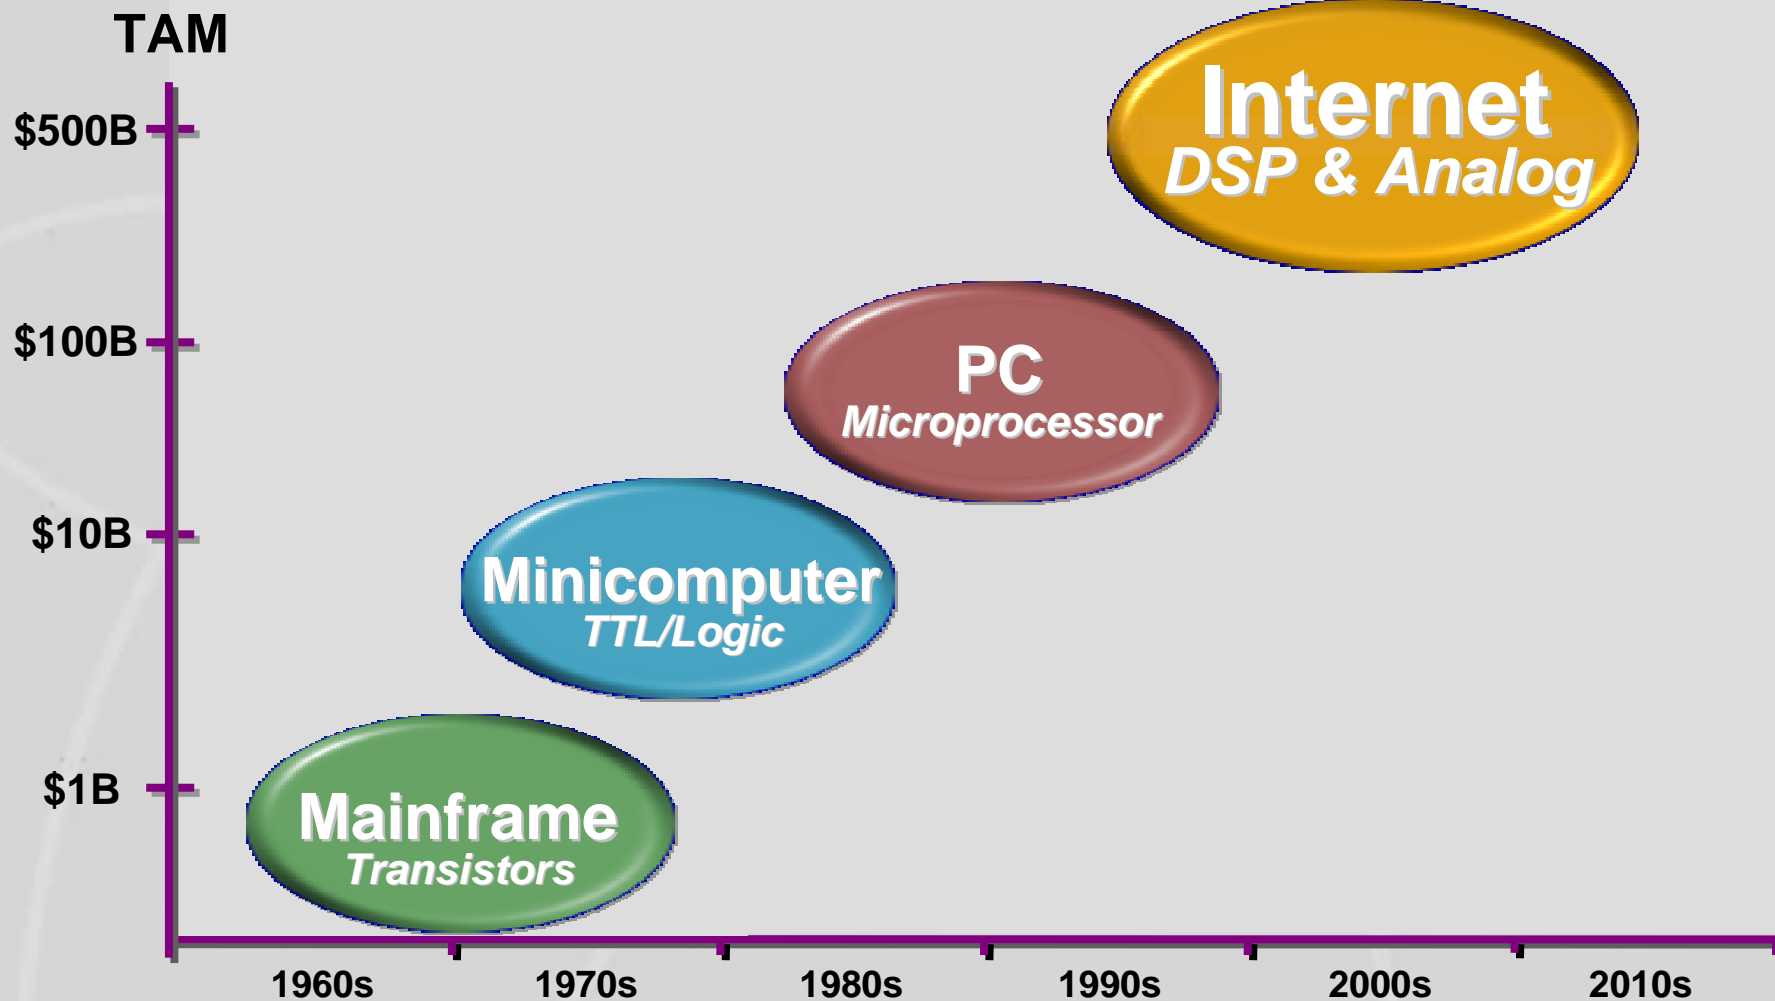 TAM
$500B
Internet
DSP & Analog
$100B
PC
Microprocessor
$10B
Minicomputer
TTL/Logic
$1B
Mainframe
Transistors
1960s 1970s 1980s 1990s 2000s 2010s